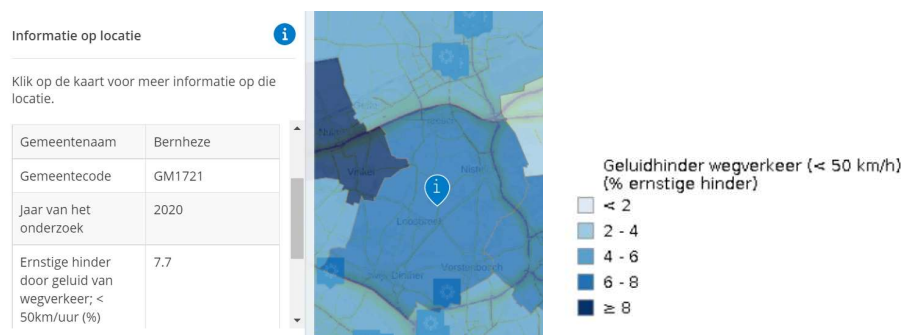 Informatie op locatie
i
Klik op de kaart voor meer informatie op die
locatie.
Gemeentenaam Bernheze
Gemeentecode GM1721
Jaar van het 2020
onderzoek
Ernstige hinder 7.7
door geluid van
wegverkeer; <
50km/uur (%)
i
Loosbroek
Vorstenbosch
Geluidhinder wegverkeer (< 50 km/h)
(% ernstige hinder)
< 2
2 - 4
4 - 6
6 - 8
≥ 8